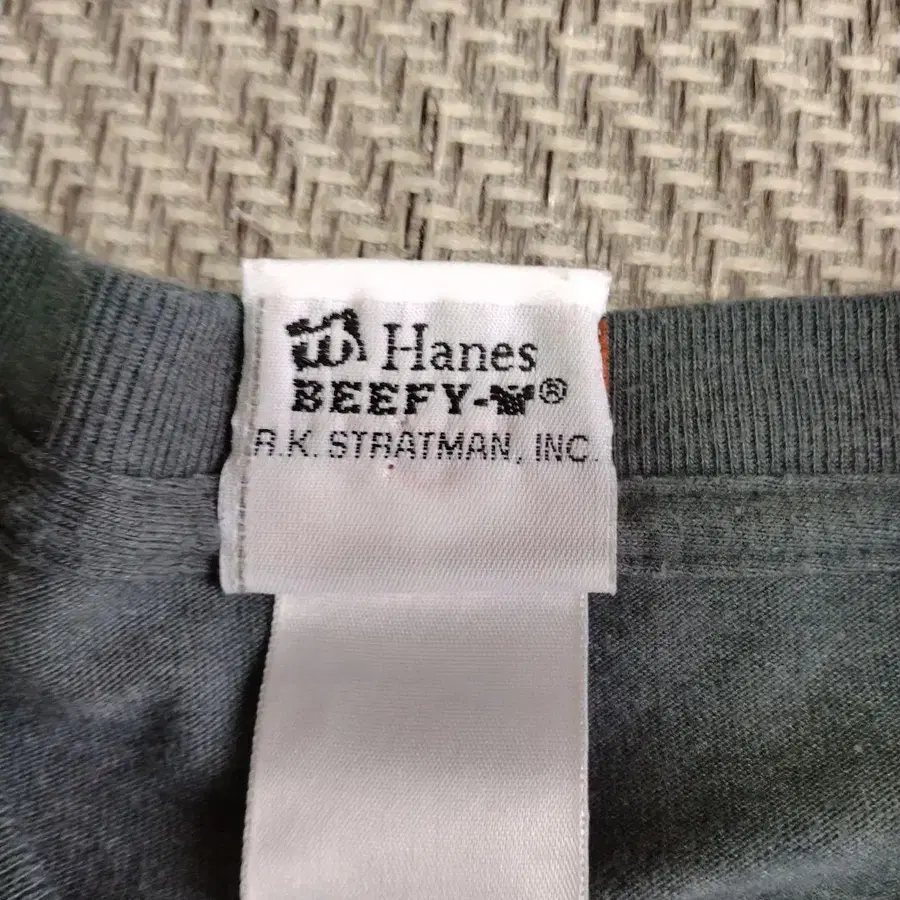 Hanes
BEEFY-T®
R.K. STRATMAN, INC.